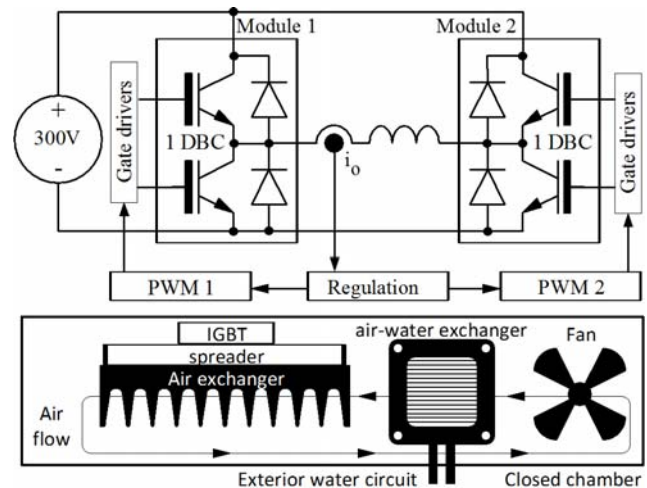 Module 1
Module 2
+
300V
-
Gate drivers
1 DBC
i_o
1 DBC
Gate drivers
PWM 1
Regulation
PWM 2
IGBT
spreader
Air exchanger
air-water exchanger
Fan
Air
flow
Exterior water circuit
Closed chamber